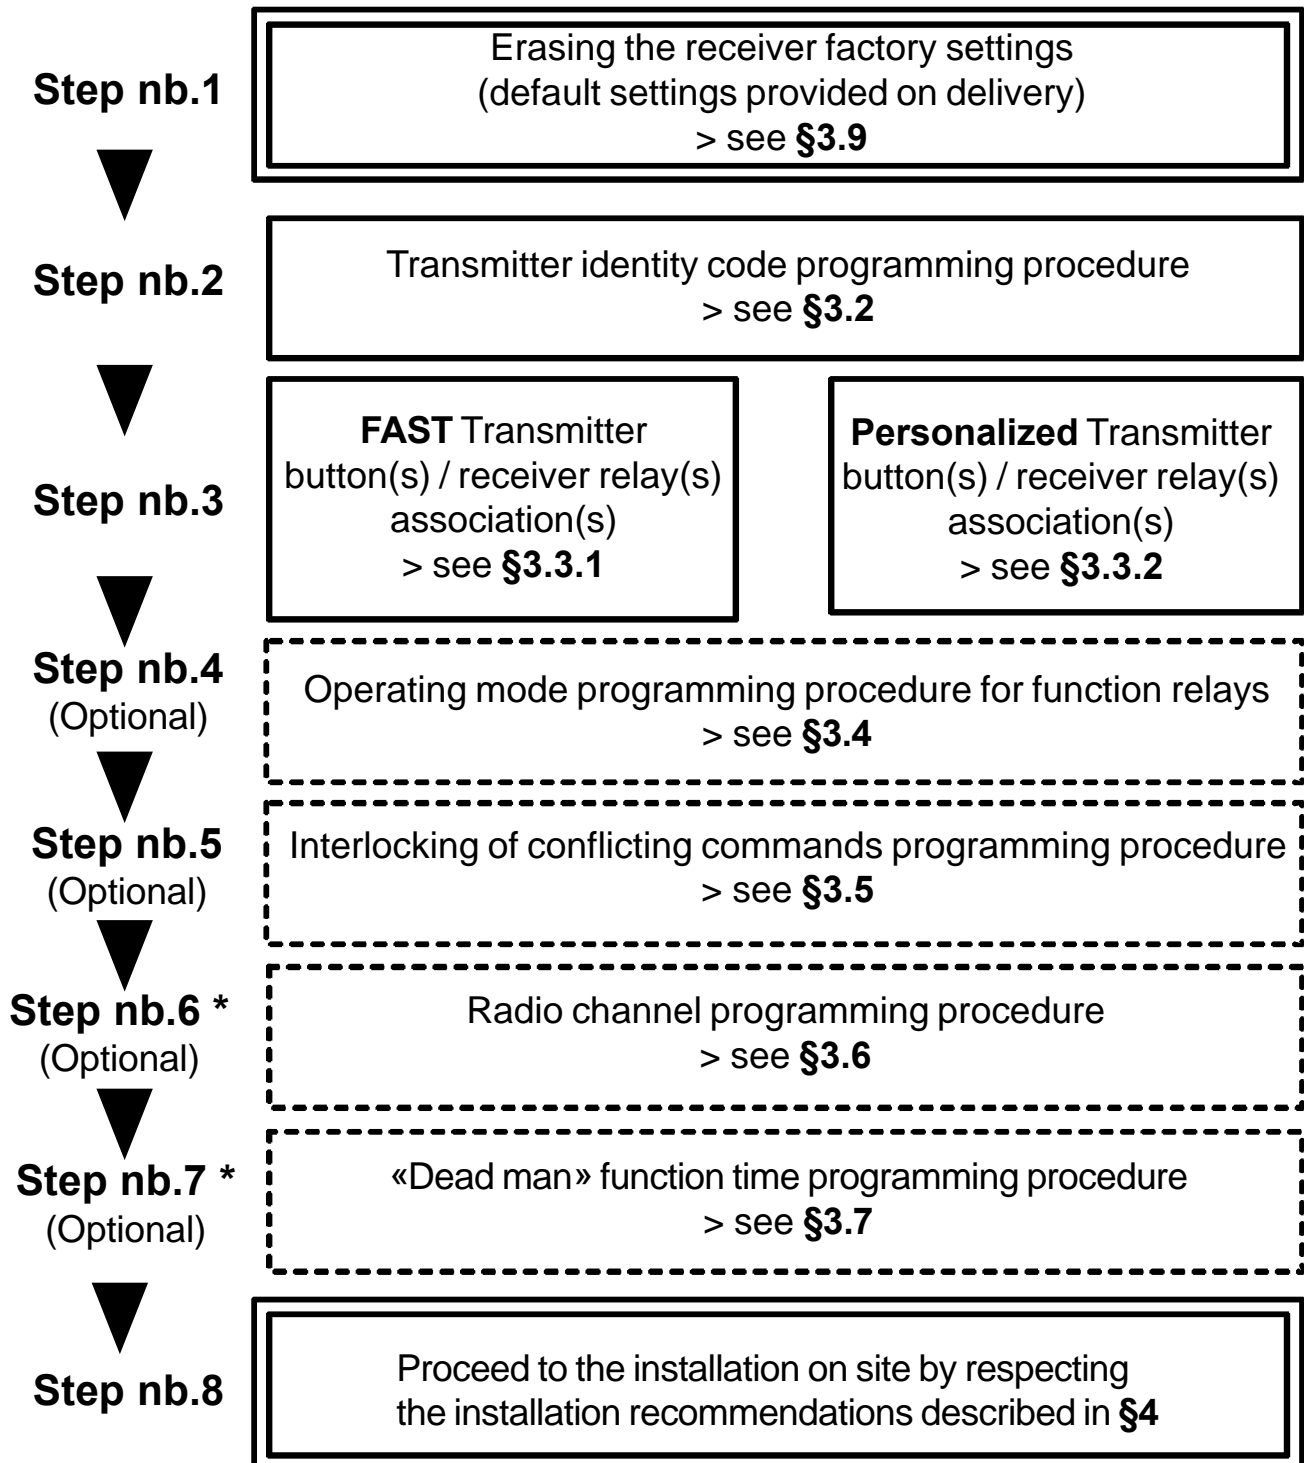 Step nb.1
Erasing the receiver factory settings
(default settings provided on delivery)
> see §3.9
Step nb.2
Transmitter identity code programming procedure
> see §3.2
Step nb.3
FAST Transmitter
button(s) / receiver relay(s)
association(s)
> see §3.3.1
Personalized Transmitter
button(s) / receiver relay(s)
association(s)
> see §3.3.2
Step nb.4
(Optional)
Operating mode programming procedure for function relays
> see §3.4
Step nb.5
(Optional)
Interlocking of conflicting commands programming procedure
> see §3.5
Step nb.6 *
(Optional)
Radio channel programming procedure
> see §3.6
Step nb.7 *
(Optional)
«Dead man» function time programming procedure
> see §3.7
Step nb.8
Proceed to the installation on site by respecting
the installation recommendations described in §4